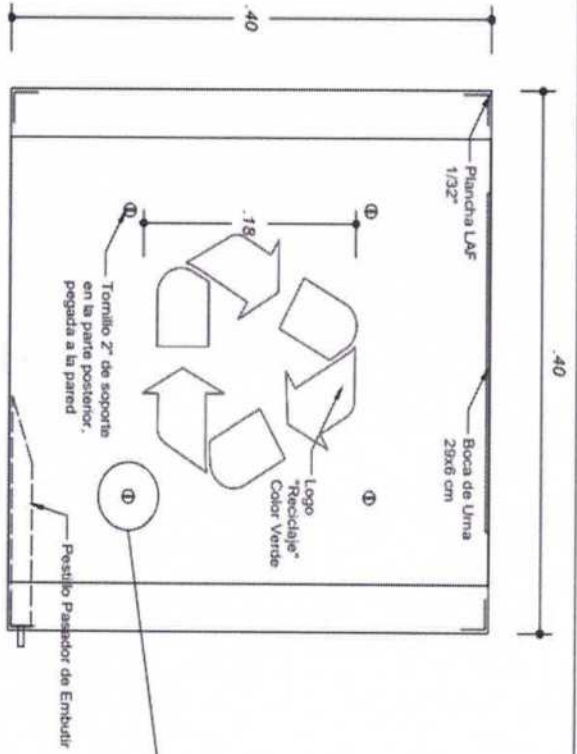 .40
.40
Plancha LAF
1/32"
Boca de Urna
29x6 cm
.18
Logo
"Reciclaje"
Color Verde
Tornillo 2" de soporte
en la parte posterior,
pegada a la pared
Pestillo Pasador de Embutir